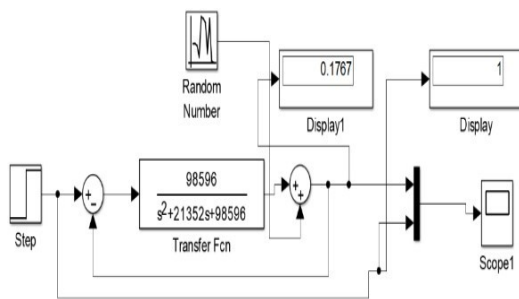 Random
Number
0.1767
Display1
1
Display
Step
+
−
98596
s²+21352s+98596
Transfer Fcn
+
+
Scope1